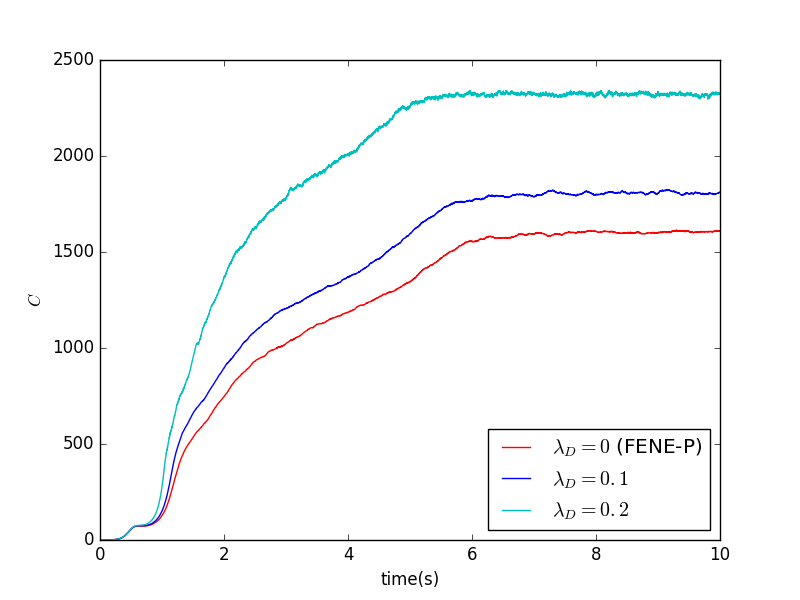 2500
2000
1500
1000
500
0
C
0 2 4 6 8 10
time(s)
λ_D = 0 (FENE-P)
λ_D = 0.1
λ_D = 0.2